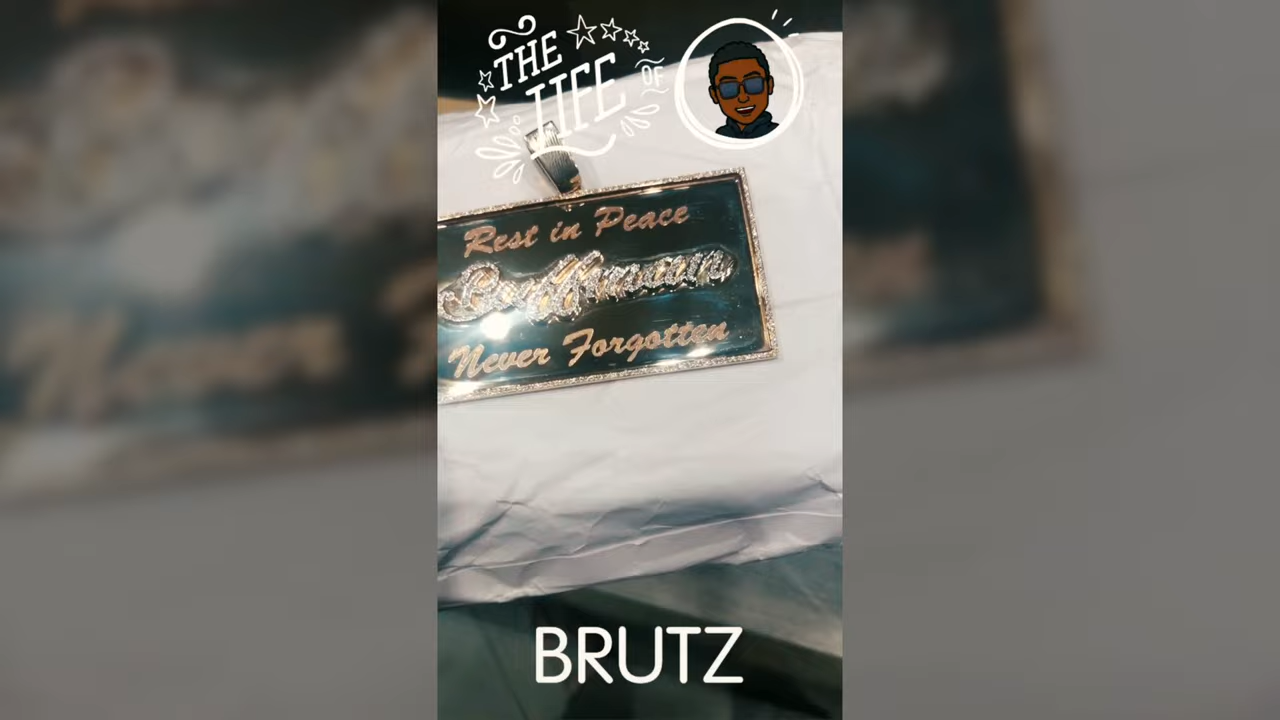 THE
LIFE
OF
Rest in Peace
Never Forgotten
BRUTZ